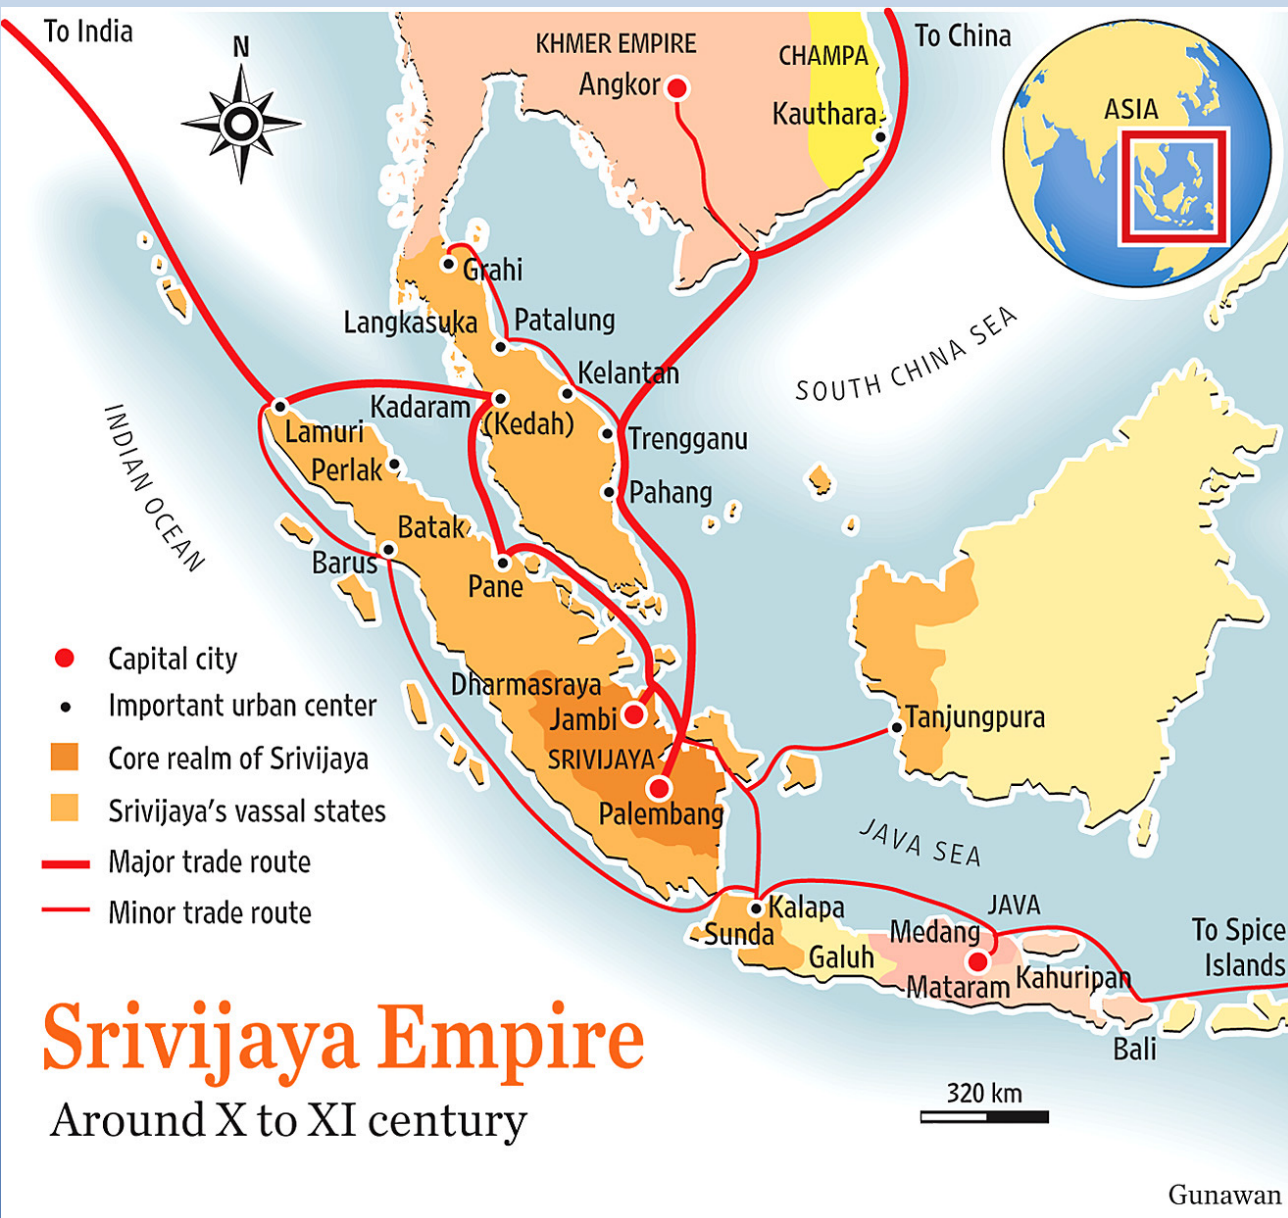 To India
N
KHMER EMPIRE
Angkor
CHAMPA
Kauthara
To China
ASIA
Grahi
Langkasuka
Patalung
Kelantan
Kadaram
(Kedah)
Lamuri
Perlak
Trengganu
Pahang
SOUTH CHINA SEA
INDIAN OCEAN
Batak
Barus
Pane
Dharmasraya
Jambi
SRIVIJAYA
Palembang
Tanjungpura
JAVA SEA
Kalapa
Sunda
Galuh
JAVA
Medang
Mataram
Kahuripan
Bali
To Spice
Islands
Capital city
Important urban center
Core realm of Srivijaya
Srivijaya's vassal states
Major trade route
Minor trade route
Srivijaya Empire
Around X to XI century
320 km
Gunawan